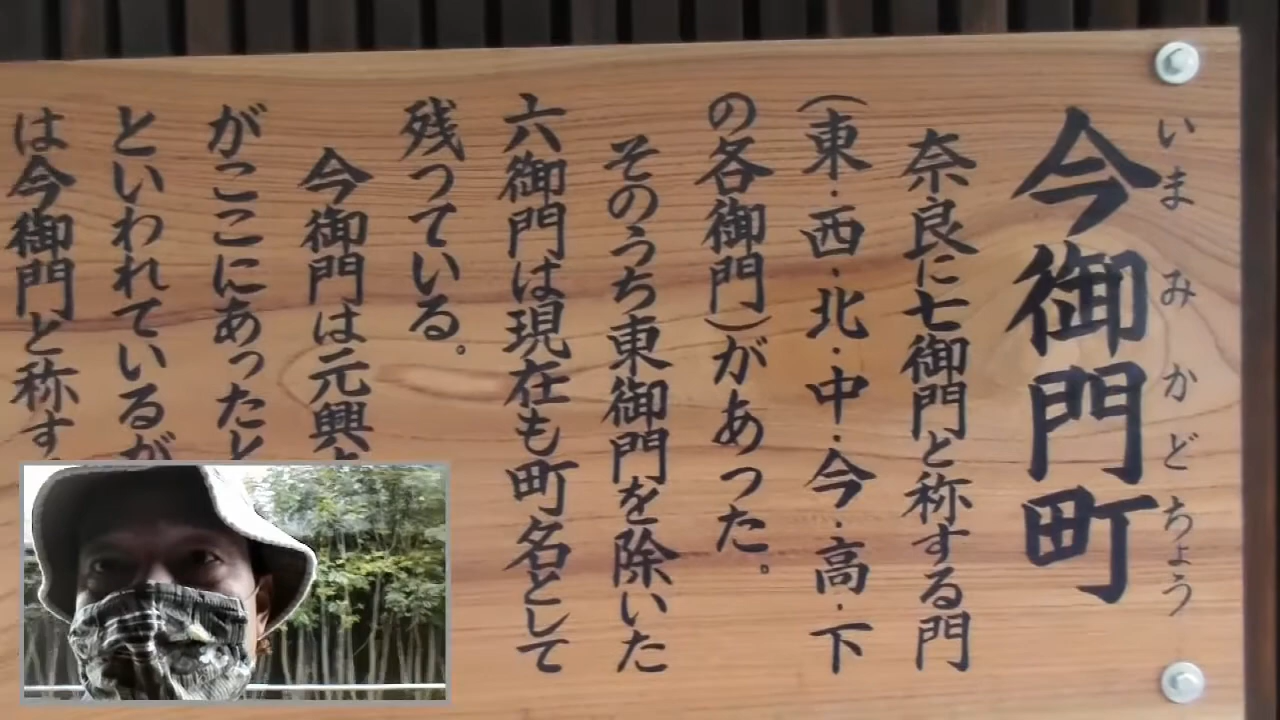 今御門町
いまみかどちょう
奈良に七御門と称する門
(東・西・北・中・今・高・下
の各御門)があった。
そのうち東御門を除いた
六御門は現在も町名として
残っている。
今御門は元興
がここにあったと
といわれているが
は今御門と称す